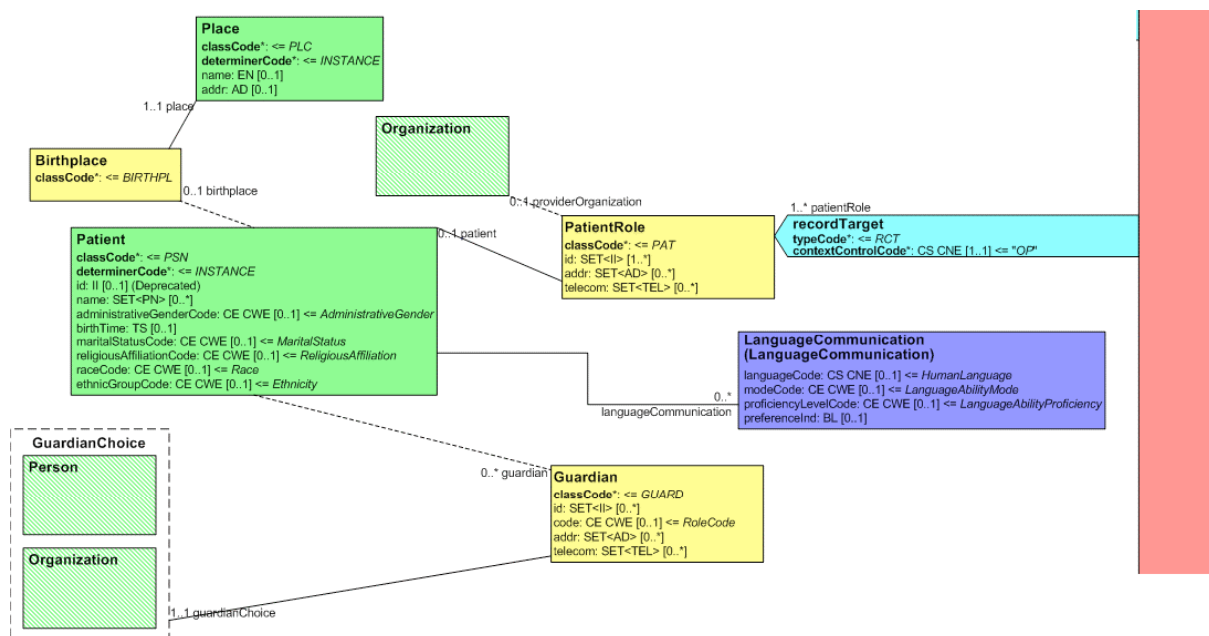 Place
classCode*: <= PLC
determinerCode*: <= INSTANCE
name: EN [0..1]
addr: AD [0..1]
1..1 place
Organization
Birthplace
classCode*: <= BIRTHPL
0..1 birthplace
0..1 providerOrganization
1..* patientRole
PatientRole
classCode*: <= PAT
id: SET<II> [1..*]
addr: SET<AD> [0..*]
telecom: SET<TEL> [0..*]
recordTarget
typeCode*: <= RCT
contextControlCode*: CS CNE [1..1] <= "OP"
0..1 patient
Patient
classCode*: <= PSN
determinerCode*: <= INSTANCE
id: II [0..1] (Deprecated)
name: SET<PN> [0..*]
administrativeGenderCode: CE CWE [0..1] <= AdministrativeGender
birthTime: TS [0..1]
maritalStatusCode: CE CWE [0..1] <= MaritalStatus
religiousAffiliationCode: CE CWE [0..1] <= ReligiousAffiliation
raceCode: CE CWE [0..1] <= Race
ethnicGroupCode: CE CWE [0..1] <= Ethnicity
LanguageCommunication
(LanguageCommunication)
languageCode: CS CNE [0..1] <= HumanLanguage
modeCode: CE CWE [0..1] <= LanguageAbilityMode
proficiencyLevelCode: CE CWE [0..1] <= LanguageAbilityProficiency
preferenceInd: BL [0..1]
0..*
languageCommunication
GuardianChoice
Person
Organization
0..* guardian
Guardian
classCode*: <= GUARD
id: SET<II> [0..*]
code: CE CWE [0..1] <= RoleCode
addr: SET<AD> [0..*]
telecom: SET<TEL> [0..*]
1..1 guardianChoice